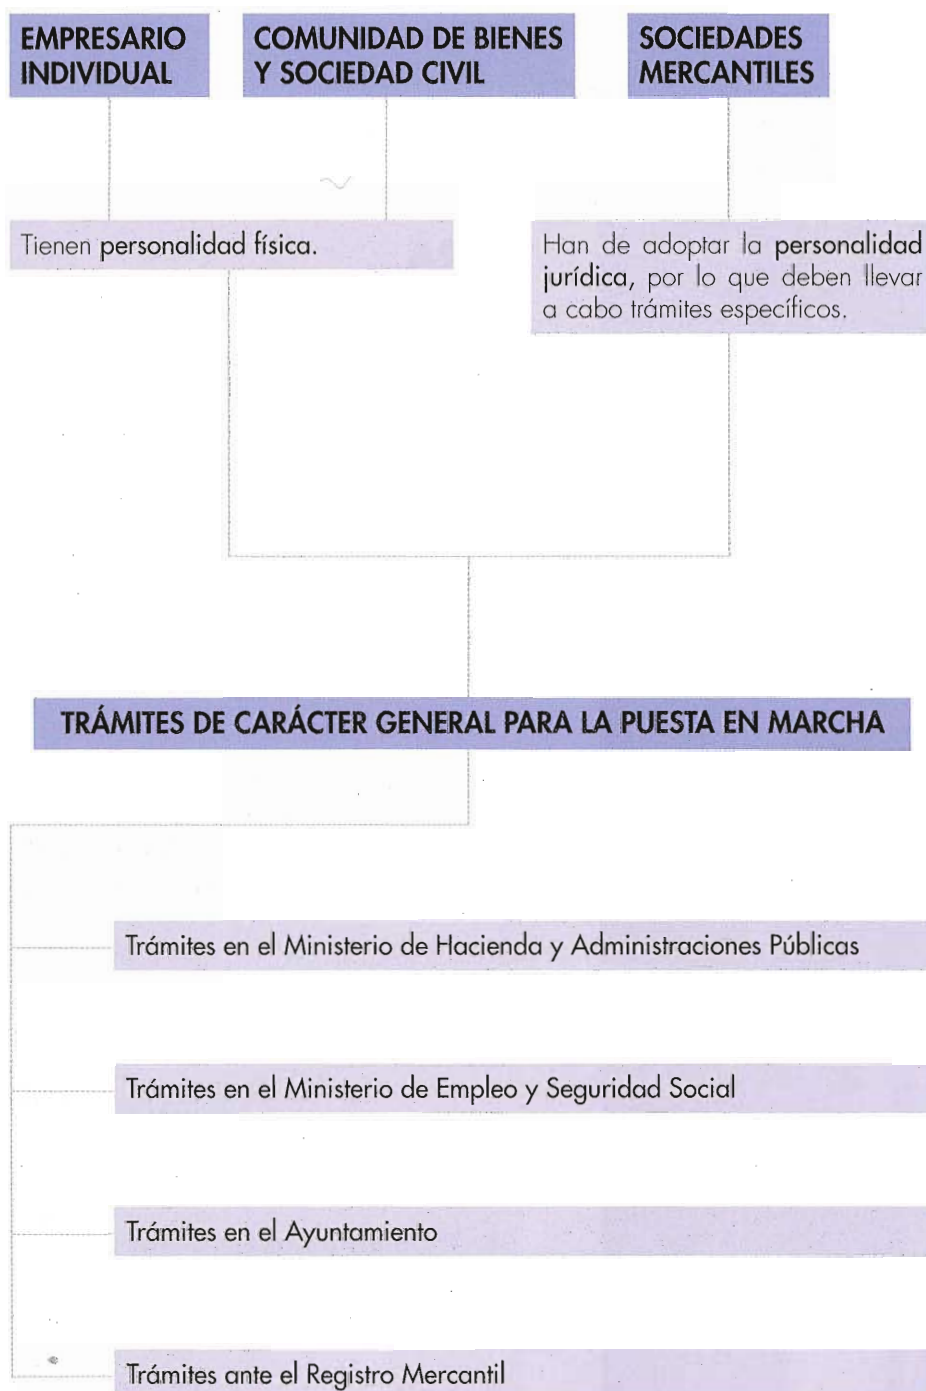 EMPRESARIO
INDIVIDUAL
COMUNIDAD DE BIENES
Y SOCIEDAD CIVIL
SOCIEDADES
MERCANTILES
Tienen personalidad física.
Han de adoptar la personalidad
jurídica, por lo que deben llevar
a cabo trámites específicos.
TRÁMITES DE CARÁCTER GENERAL PARA LA PUESTA EN MARCHA
Trámites en el Ministerio de Hacienda y Administraciones Públicas
Trámites en el Ministerio de Empleo y Seguridad Social
Trámites en el Ayuntamiento
Trámites ante el Registro Mercantil